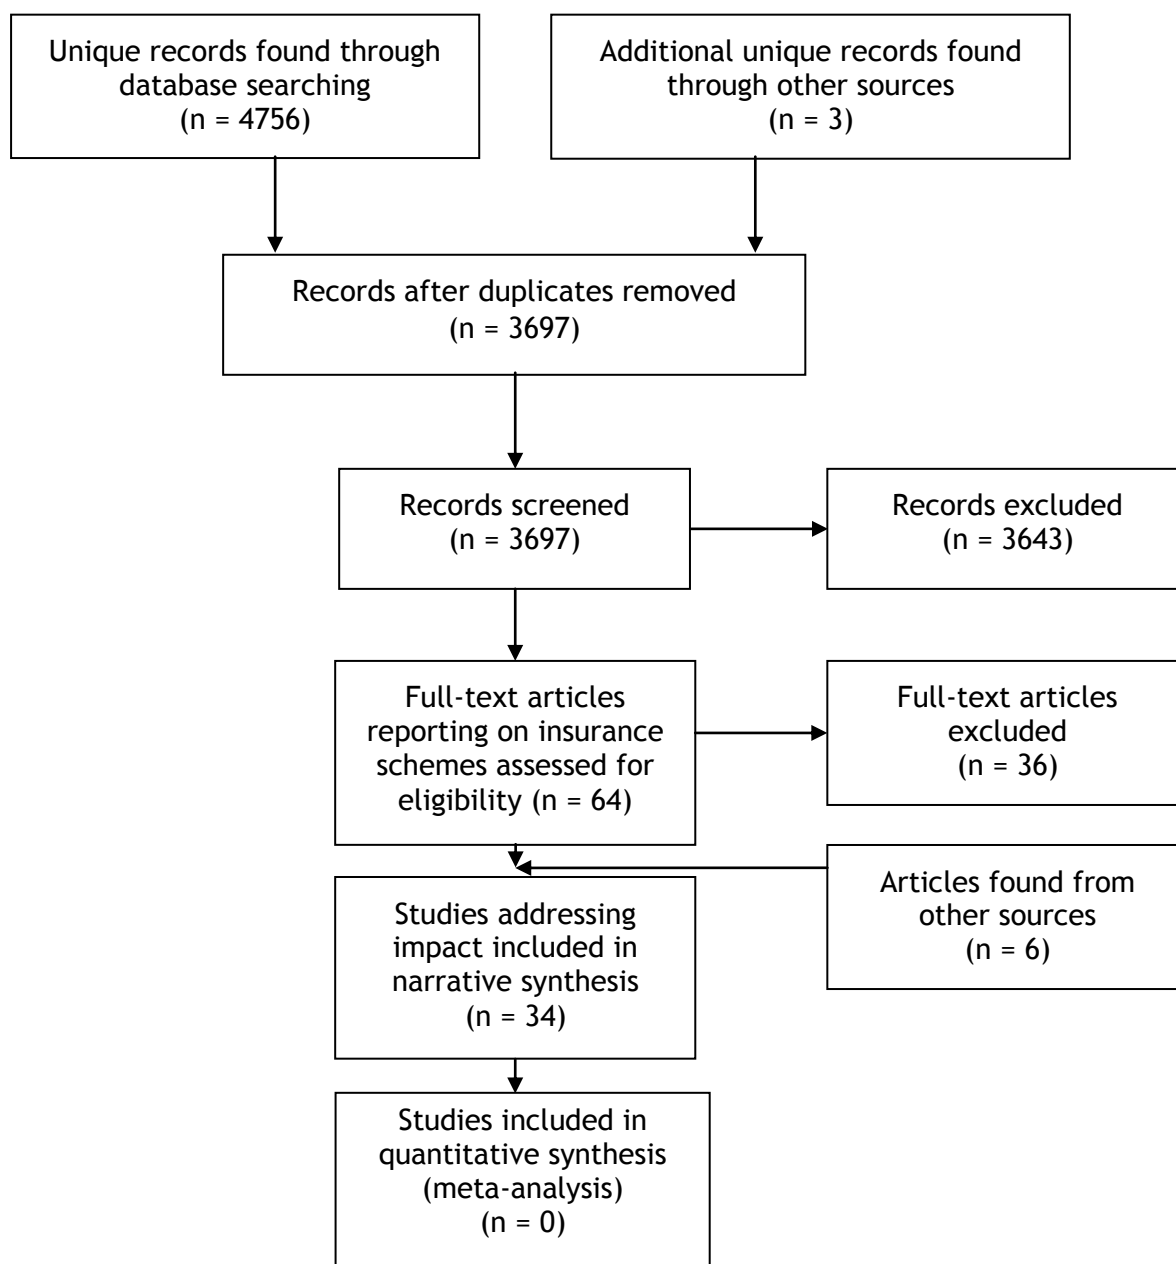 Unique records found through
database searching
(n = 4756)
Additional unique records found
through other sources
(n = 3)
Records after duplicates removed
(n = 3697)
Records screened
(n = 3697)
Records excluded
(n = 3643)
Full-text articles
reporting on insurance
schemes assessed for
eligibility (n = 64)
Full-text articles
excluded
(n = 36)
Articles found from
other sources
(n = 6)
Studies addressing
impact included in
narrative synthesis
(n = 34)
Studies included in
quantitative synthesis
(meta-analysis)
(n = 0)